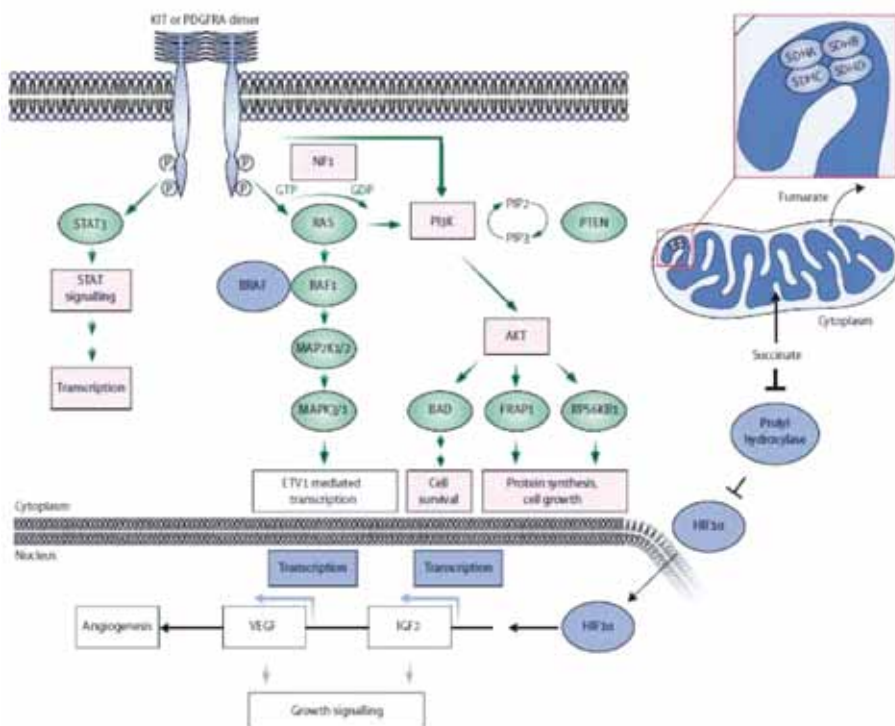 KIT or PDGFRA dimer
SDHA
SDHB
SDHC
SDHD
P
P
P
P
NF1
GTP
GDP
Fumarate
STAT3
RAS
PI3K
PIP2
PIP3
PTEN
STAT
signalling
BRAF
RAF1
Cytoplasm
Succinate
Transcription
MAP2K1/2
AKT
MAPK3/1
BAD
FRAP1
RPS6KB1
Prolyl
hydroxylase
ETV1 mediated
transcription
Cell
survival
Protein synthesis,
cell growth
Cytoplasm
HIF1α
Nucleus
Transcription
Transcription
Angiogenesis
VEGF
IGF2
HIF1α
Growth signalling